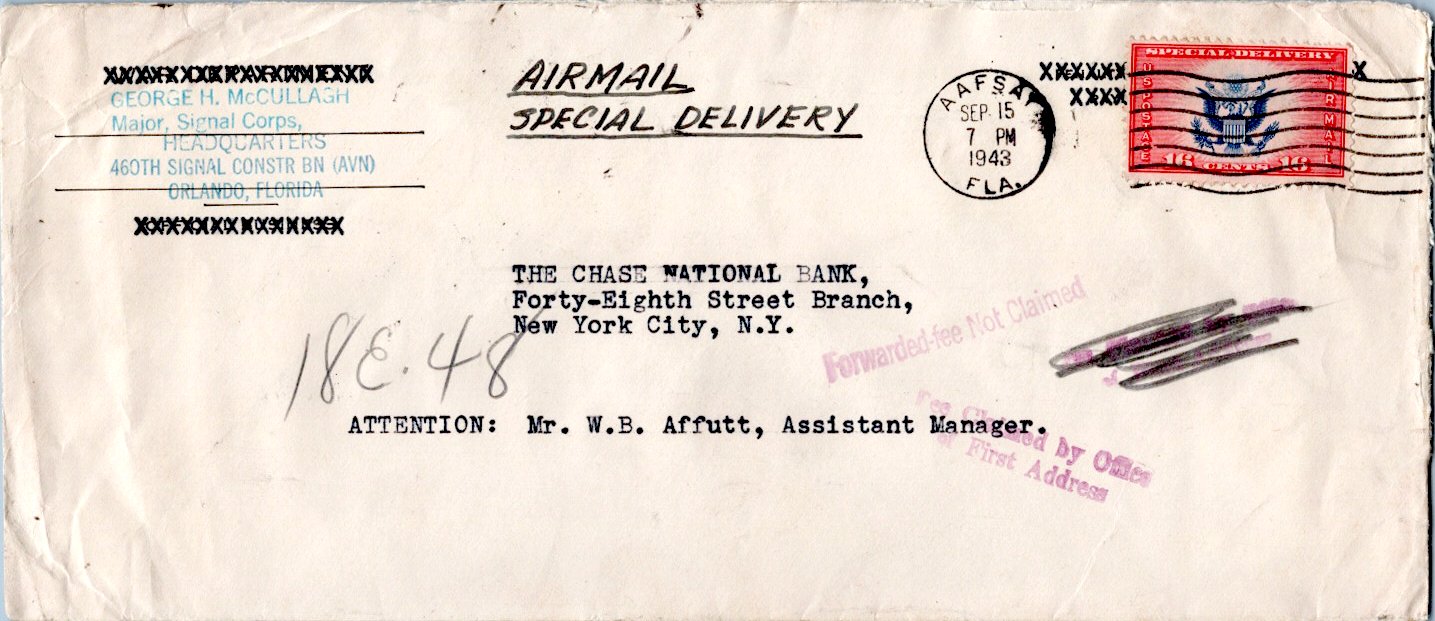 GEORGE H. McCULLAGH
Major, Signal Corps,
HEADQUARTERS
460TH SIGNAL CONSTR BN (AVN)
ORLANDO, FLORIDA
AIRMAIL
SPECIAL DELIVERY
AAFSAT
SEP 15
7 PM
1943
FLA.
SPECIAL DELIVERY
U.S. POSTAGE
AIR MAIL
16 CENTS 16
THE CHASE NATIONAL BANK,
Forty-Eighth Street Branch,
New York City, N.Y.
18 E. 48
Forwarded-fee Not Claimed
ATTENTION: Mr. W.B. Affutt, Assistant Manager.
Fee Claimed by Office
of First Address